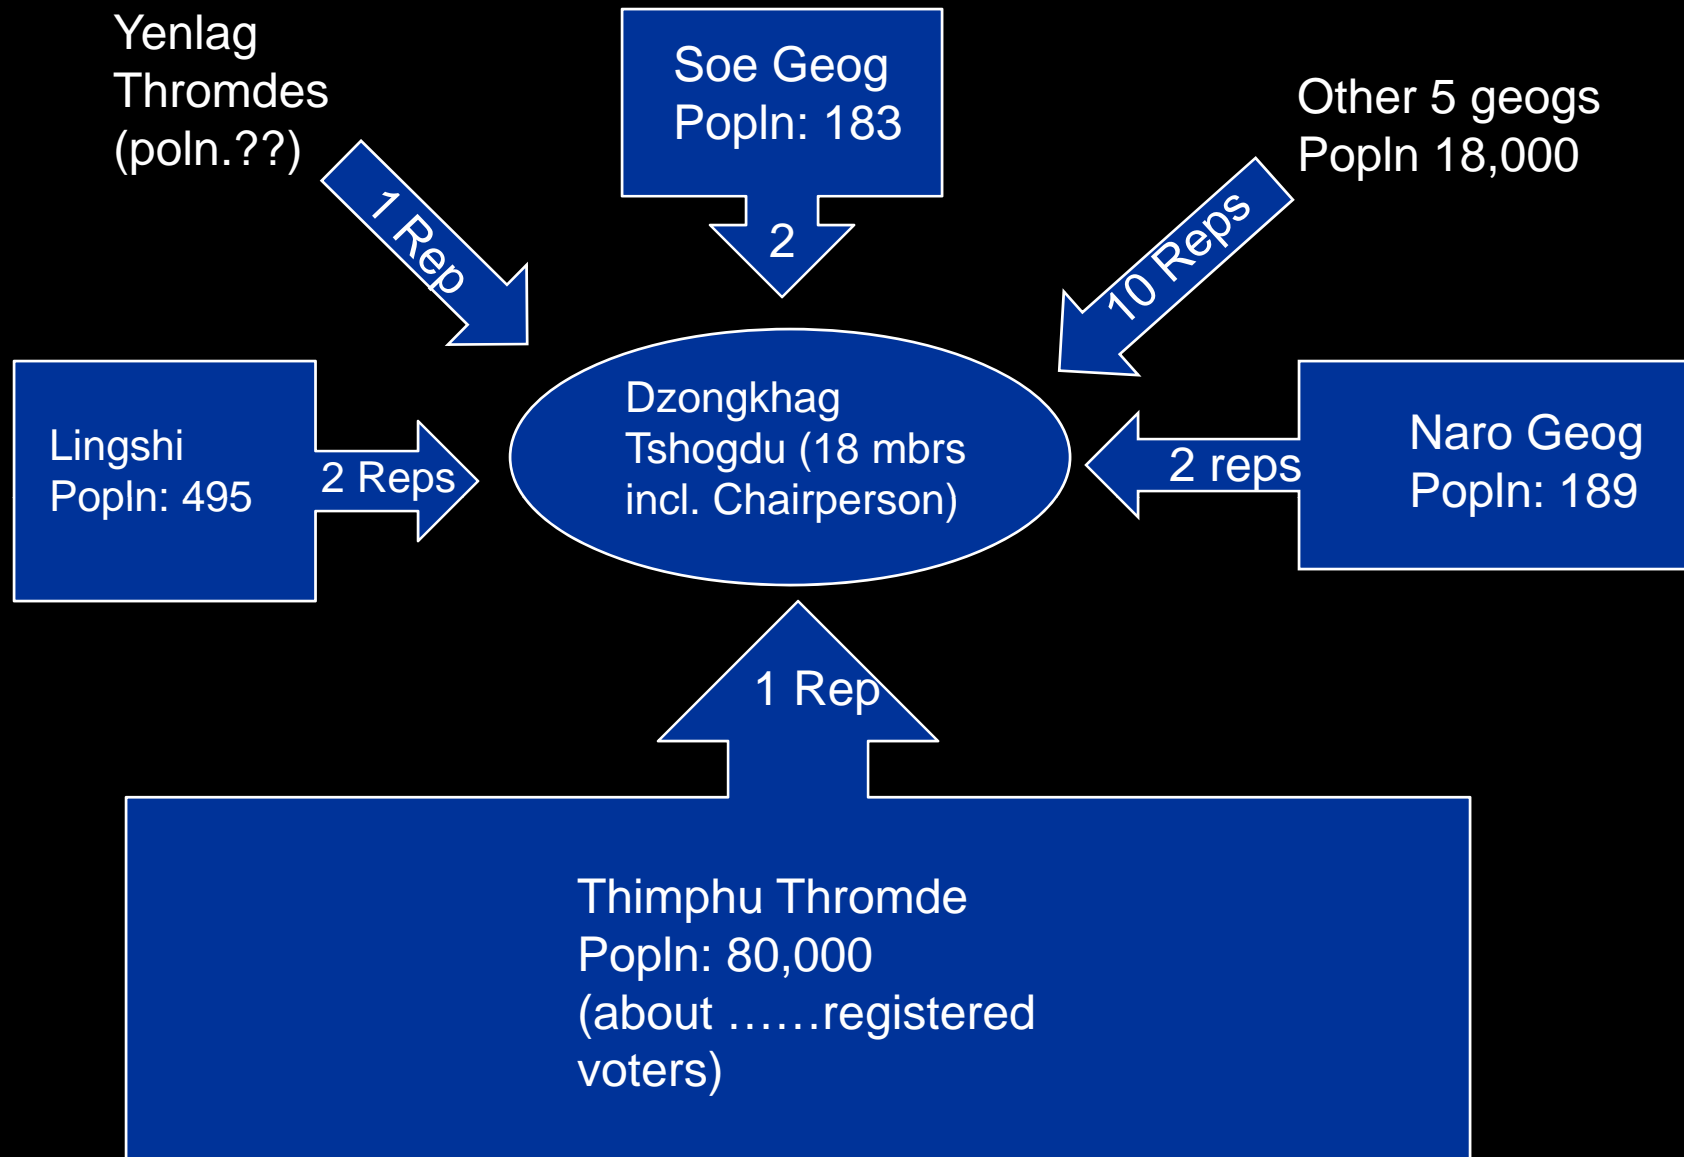 Yenlag
Thromdes
(poln.??)
1 Rep
Soe Geog
Popln: 183
2
Other 5 geogs
Popln 18,000
10 Reps
Lingshi
Popln: 495
2 Reps
Dzongkhag
Tshogdu (18 mbrs
incl. Chairperson)
2 reps
Naro Geog
Popln: 189
1 Rep
Thimphu Thromde
Popln: 80,000
(about ……registered
voters)